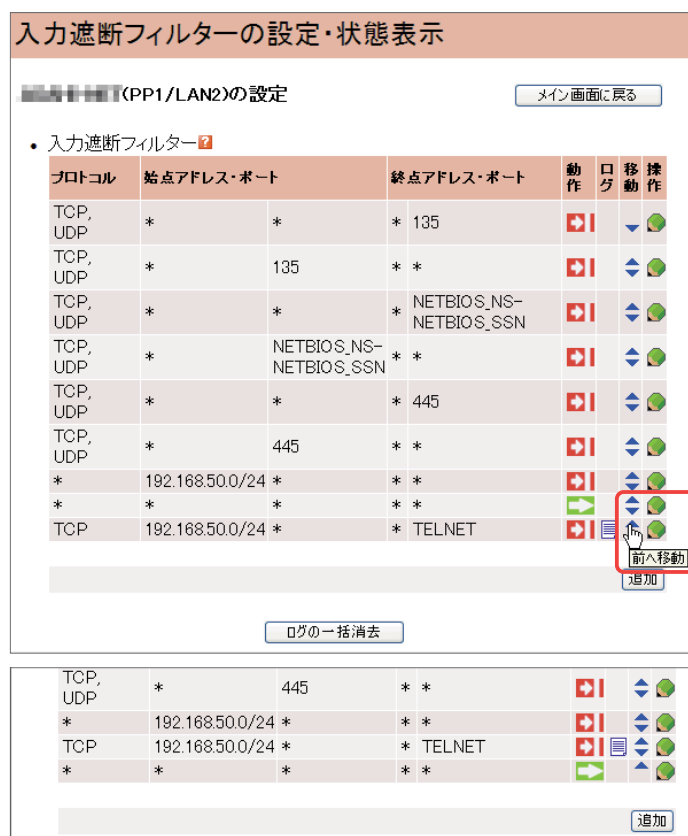 入力遮断フィルターの設定・状態表示
(PP1/LAN2)の設定 メイン画面に戻る
• 入力遮断フィルター
プロトコル 始点アドレス・ポート 終点アドレス・ポート 動作 ログ 移動 操作
TCP, UDP * * * 135
TCP, UDP * 135 * *
TCP, UDP * * * NETBIOS_NS-NETBIOS_SSN
TCP, UDP * NETBIOS_NS-NETBIOS_SSN * *
TCP, UDP * * * 445
TCP, UDP * 445 * *
* 192.168.50.0/24 * * *
* * * * *
TCP 192.168.50.0/24 * * TELNET
前へ移動
追加
ログの一括消去
TCP, UDP * 445 * *
* 192.168.50.0/24 * * *
TCP 192.168.50.0/24 * * TELNET
* * * * *
追加